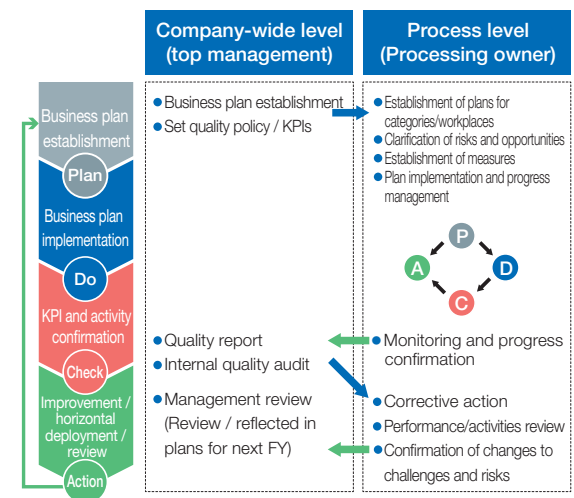 Company-wide level
(top management)
Process level
(Processing owner)
Business plan
establishment
Plan
Business plan
implementation
Do
KPI and activity
confirmation
Check
Improvement /
horizontal
deployment /
review
Action
● Business plan establishment
● Set quality policy / KPIs
● Quality report
● Internal quality audit
● Management review
(Review / reflected in
plans for next FY)
● Establishment of plans for
categories/workplaces
● Clarification of risks and opportunities
● Establishment of measures
● Plan implementation and progress
management
P
A
D
C
● Monitoring and progress
confirmation
● Corrective action
● Performance/activities review
● Confirmation of changes to
challenges and risks